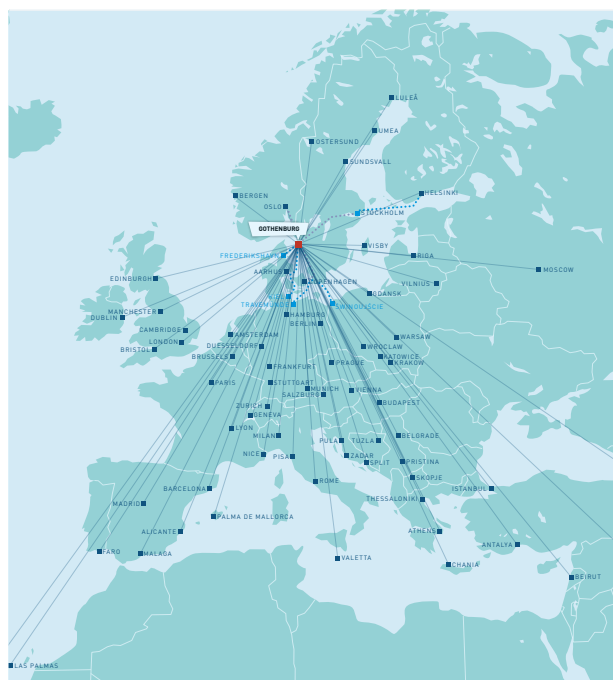 LULEÅ
UMEA
OSTERSUND
SUNDSVALL
BERGEN
OSLO
HELSINKI
STOCKHOLM
GOTHENBURG
VISBY
RIGA
FREDERIKSHAVN
AARHUS
COPENHAGEN
MOSCOW
VILNIUS
EDINBURGH
GDANSK
TRAVEMÜNDE
SWINOUJSCIE
MANCHESTER
DUBLIN
HAMBURG
BERLIN
CAMBRIDGE
AMSTERDAM
WARSAW
LONDON
DUESSELDORF
WROCLAW
BRISTOL
BRUSSELS
KATOWICE
PRAGUE
KRAKOW
FRANKFURT
PARIS
STUTTGART
MUNICH
SALZBURG
VIENNA
ZURICH
BUDAPEST
GENEVA
LYON
MILAN
PULA
TUZLA
BELGRADE
NICE
PISA
ZADAR
SPLIT
PRISTINA
ROME
SKOPJE
BARCELONA
ISTANBUL
MADRID
THESSALONIKI
PALMA DE MALLORCA
ALICANTE
ATHENS
ANTALYA
FARO
MALAGA
VALETTA
CHANIA
BEIRUT
LAS PALMAS